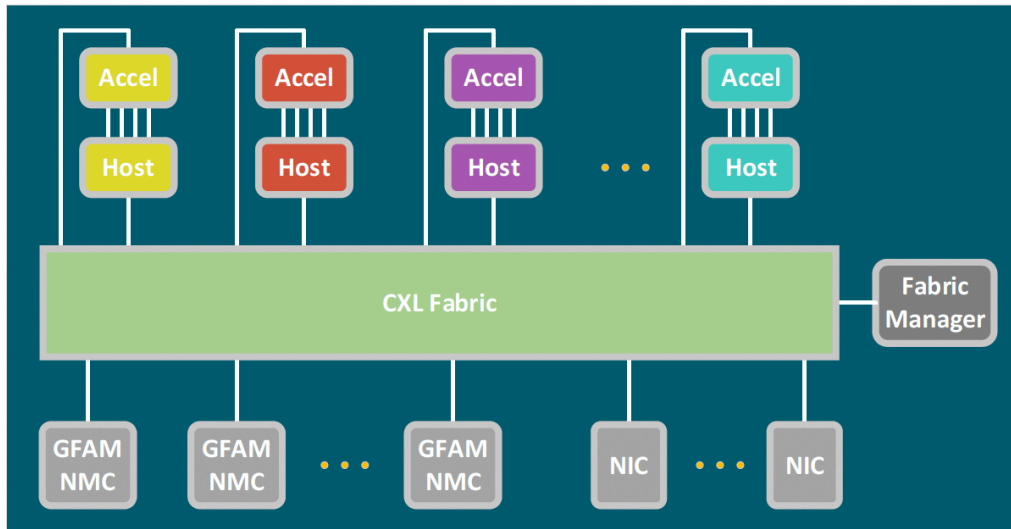 Accel
Accel
Accel
Accel
Host
Host
Host
Host
CXL Fabric
Fabric
Manager
GFAM
NMC
GFAM
NMC
GFAM
NMC
NIC
NIC